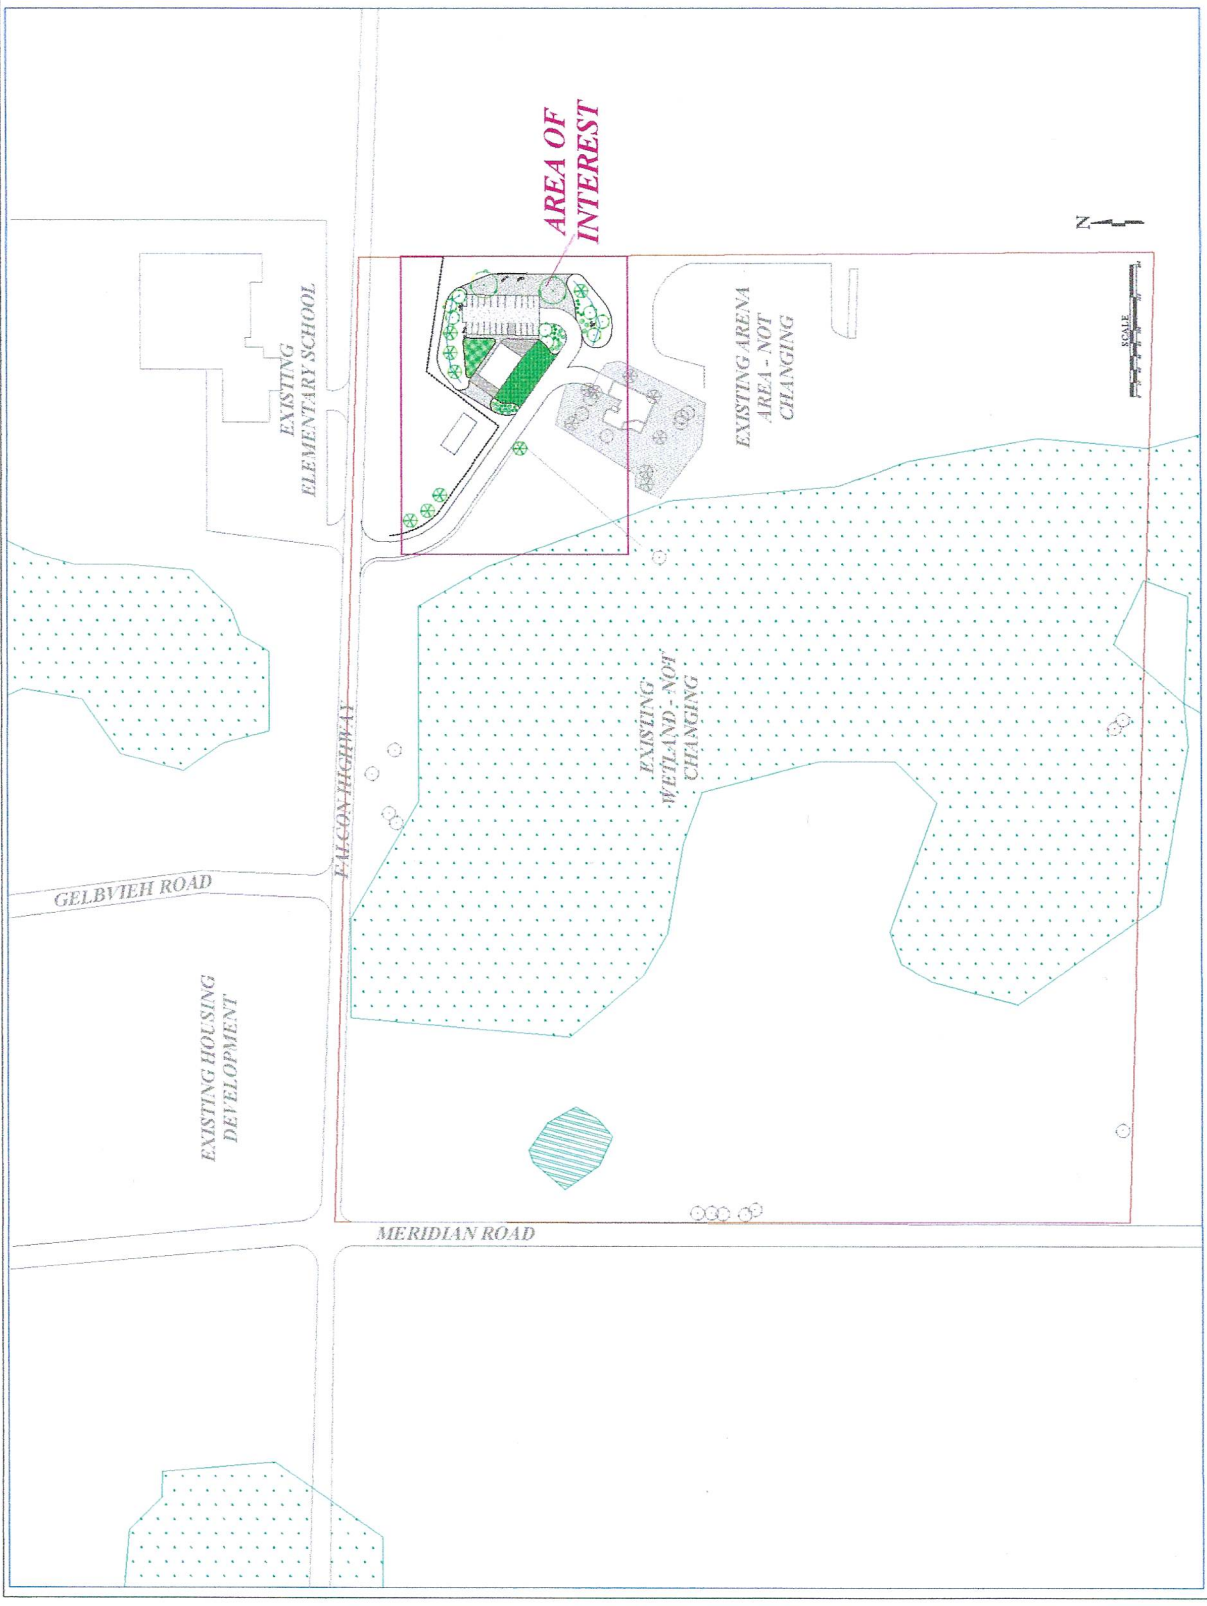 AREA OF
INTEREST
N
SCALE
EXISTING
ELEMENTARY SCHOOL
EXISTING ARENA
AREA - NOT
CHANGING
EXISTING
WETLAND - NOT
CHANGING
FALCON HIGHWAY
GELBVIEH ROAD
EXISTING HOUSING
DEVELOPMENT
MERIDIAN ROAD